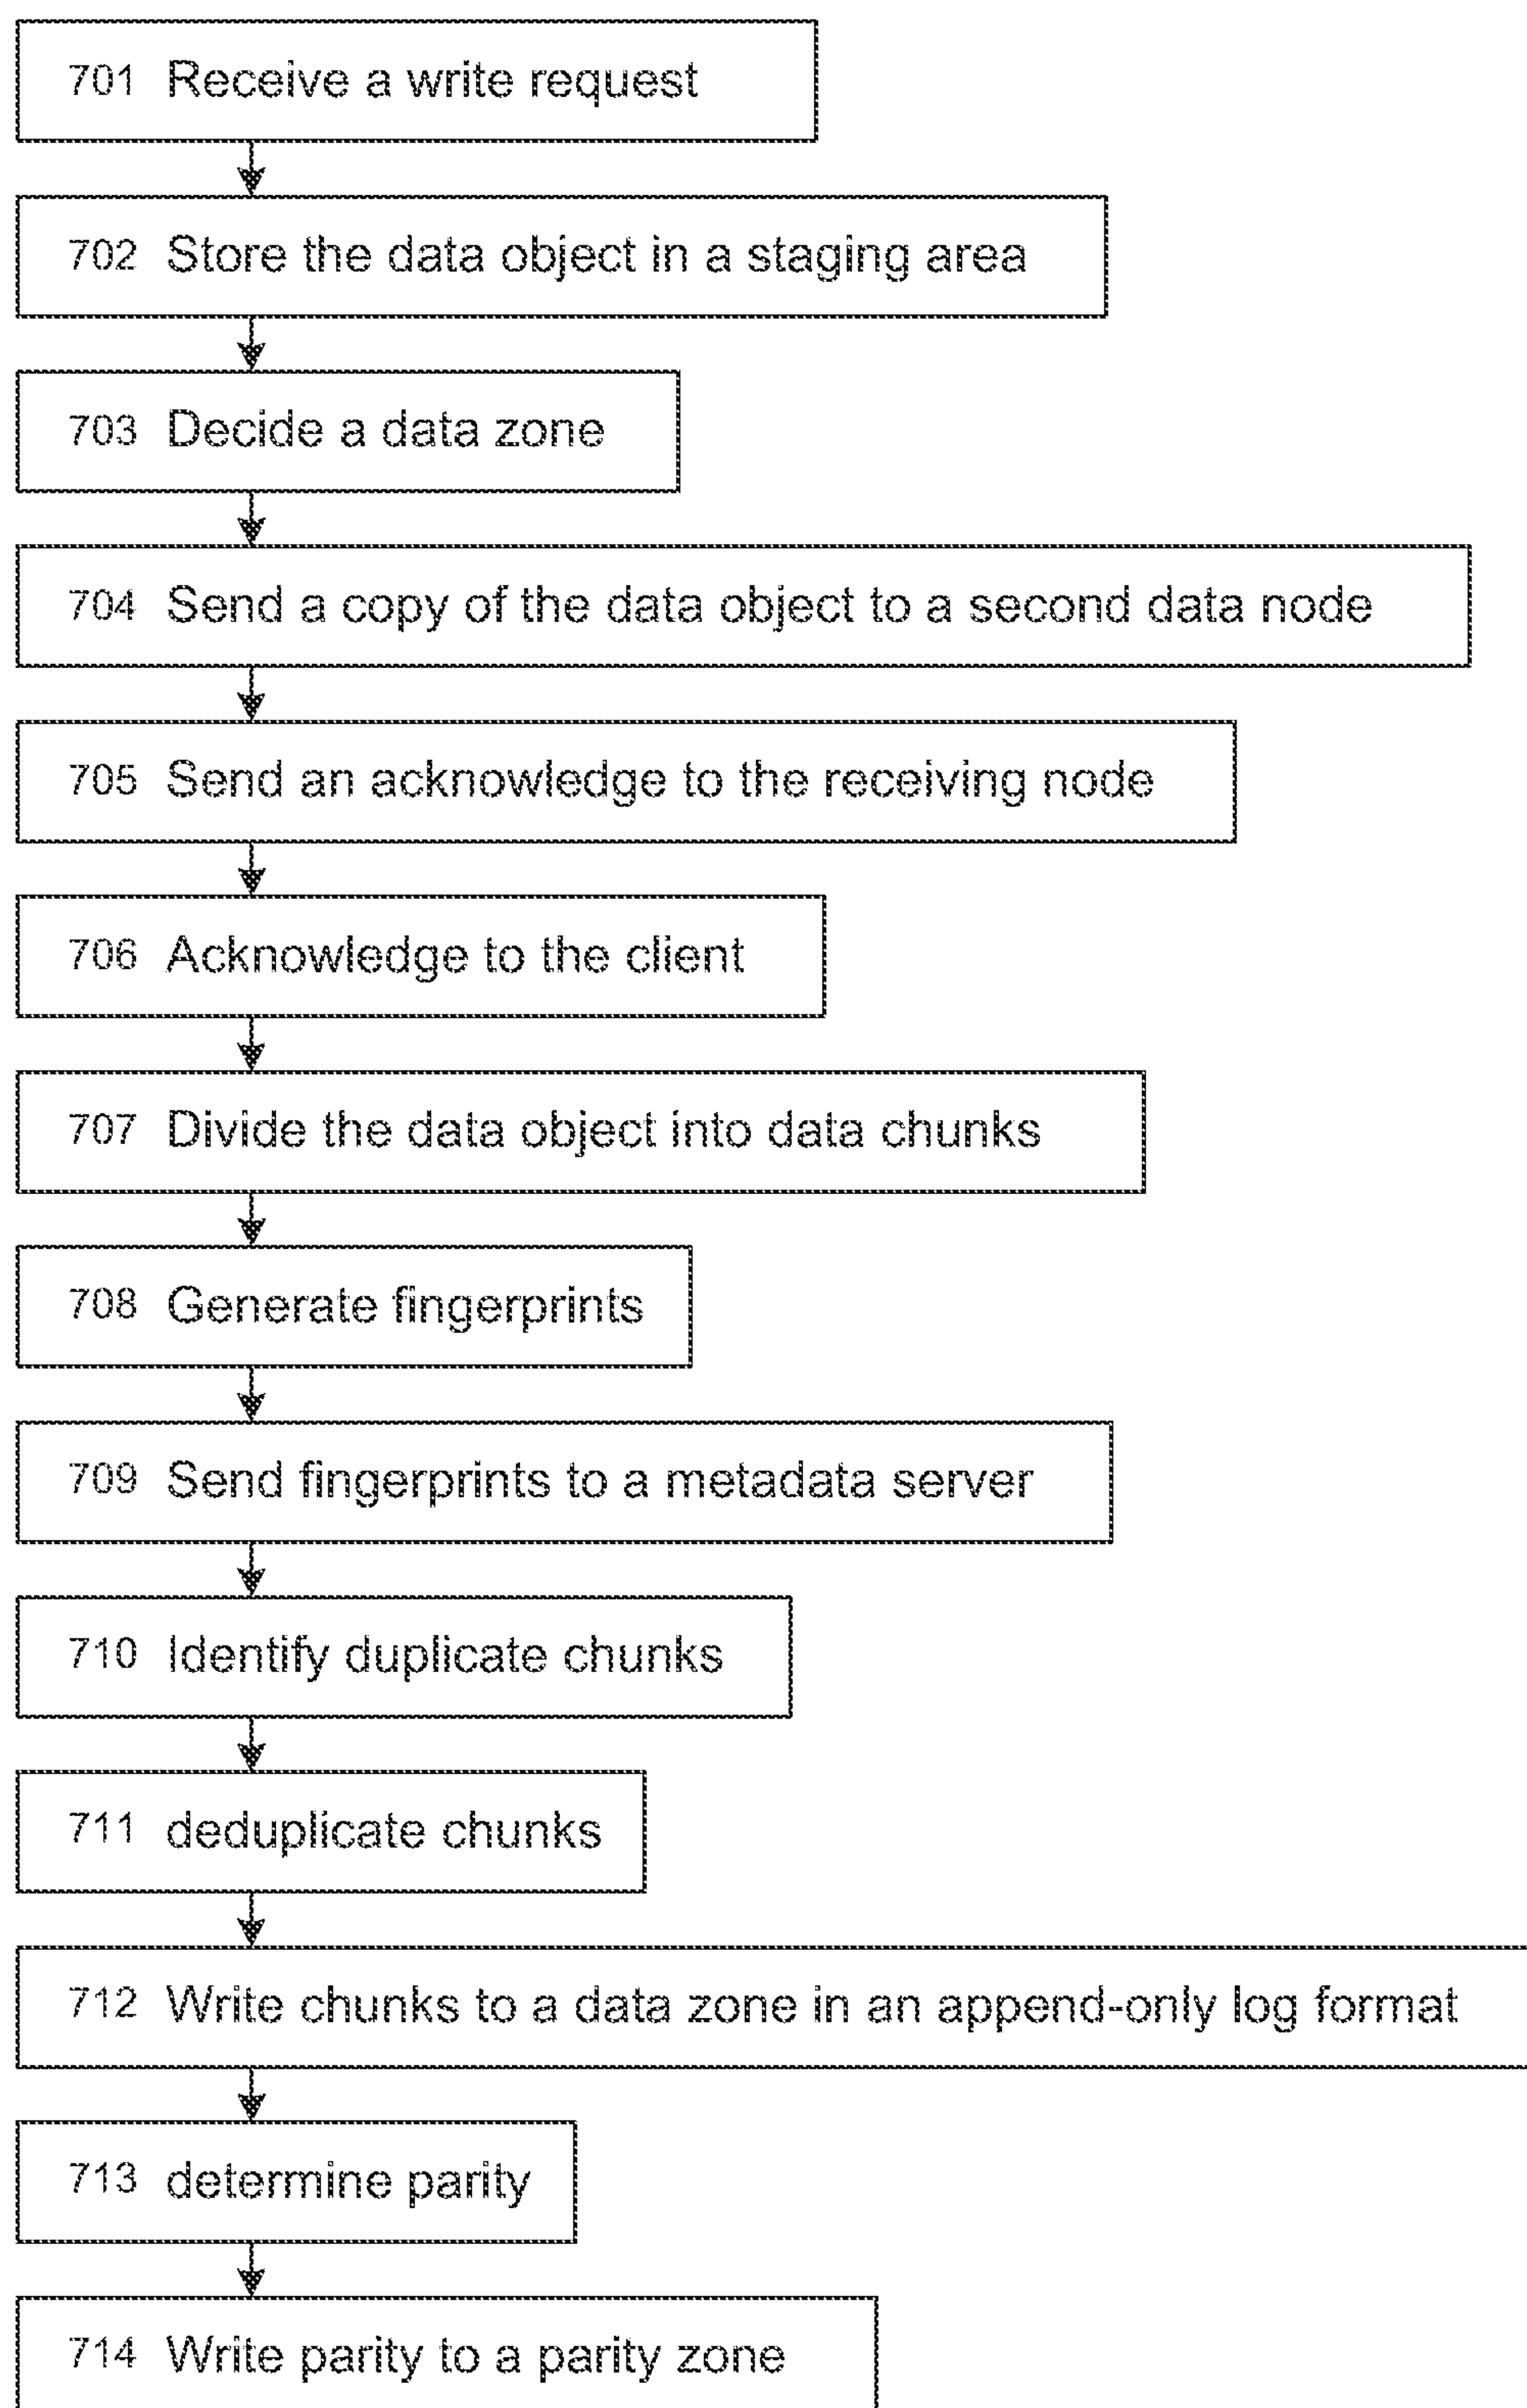 701 Receive a write request
702 Store the data object in a staging area
703 Decide a data zone
704 Send a copy of the data object to a second data node
705 Send an acknowledge to the receiving node
706 Acknowledge to the client
707 Divide the data object into data chunks
708 Generate fingerprints
709 Send fingerprints to a metadata server
710 Identify duplicate chunks
711 deduplicate chunks
712 Write chunks to a data zone in an append-only log format
713 determine parity
714 Write parity to a parity zone